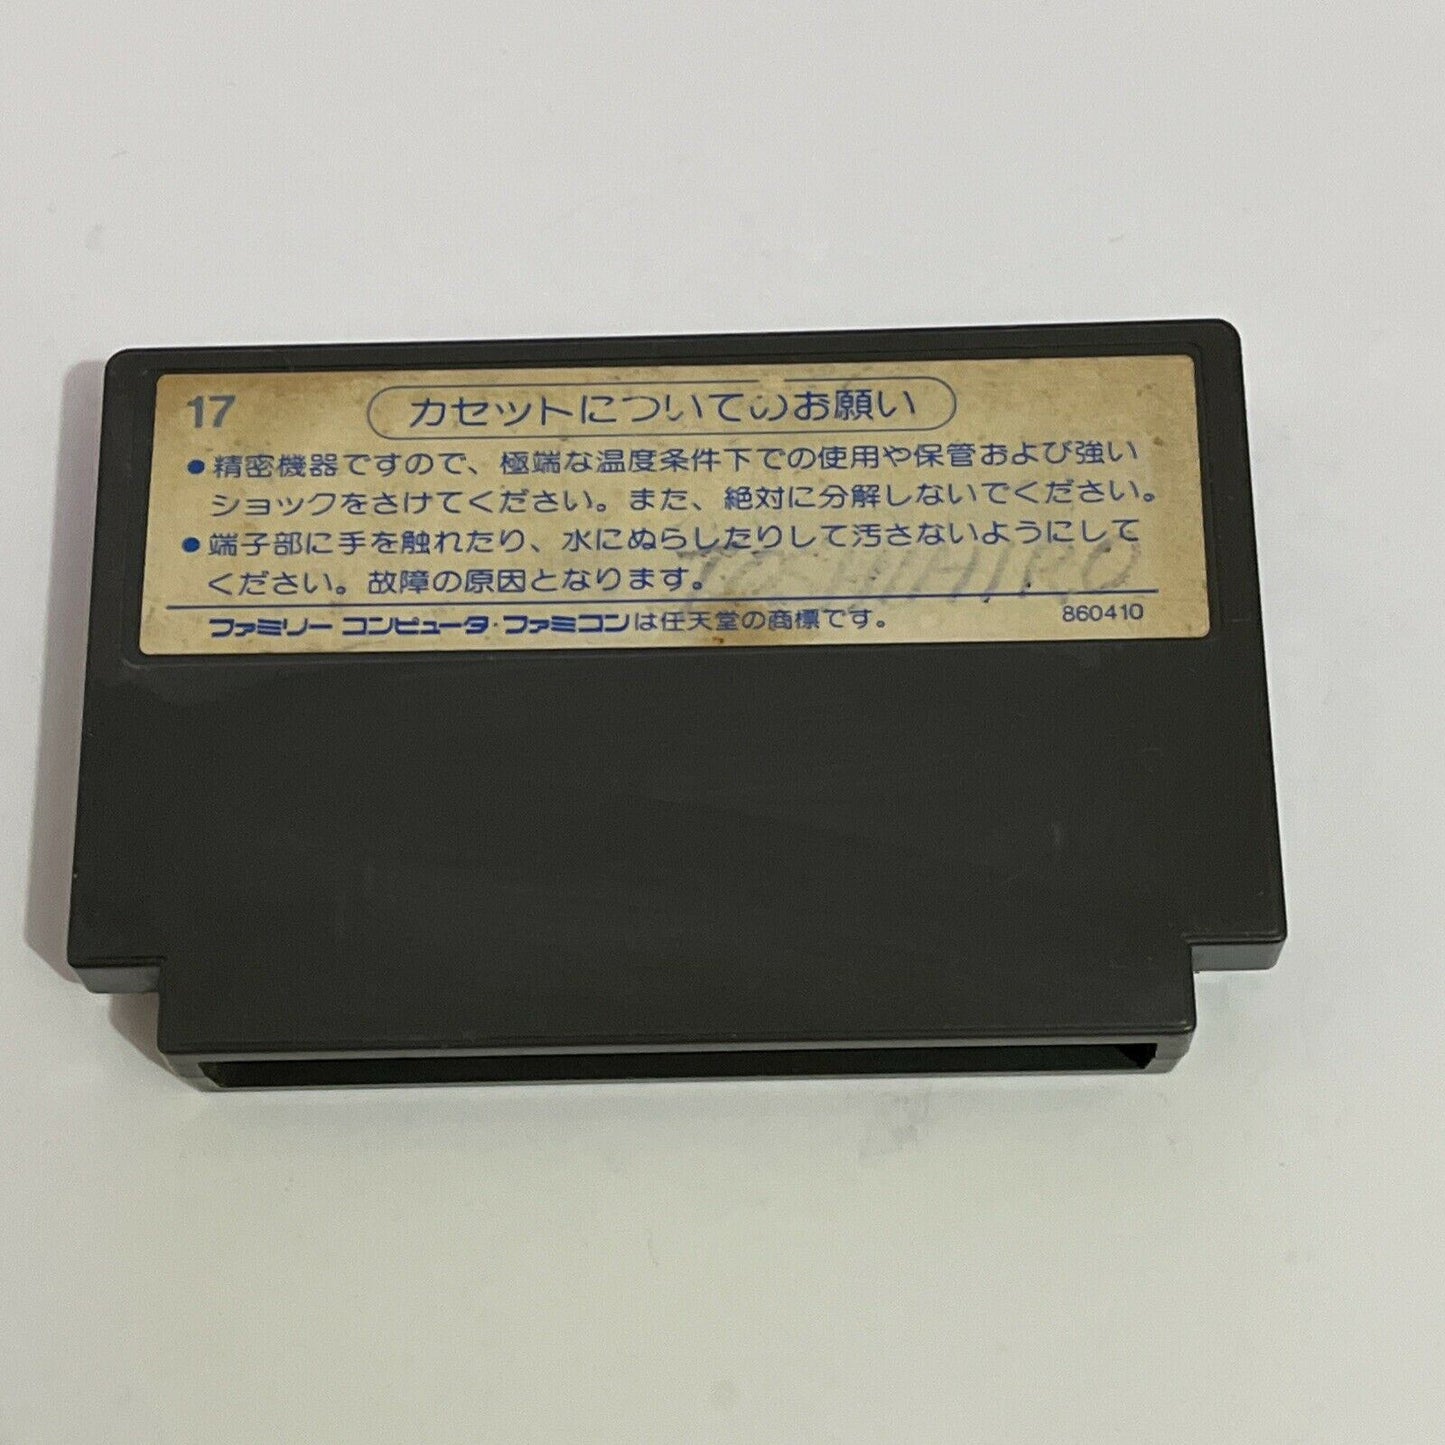 17
カセットについてのお願い
●精密機器ですので、極端な温度条件下での使用や保管および強い
ショックをさけてください。また、絶対に分解しないでください。
●端子部に手を触れたり、水にぬらしたりして汚さないようにして
ください。故障の原因となります。
ファミリー コンピュータ・ファミコンは任天堂の商標です。
860410